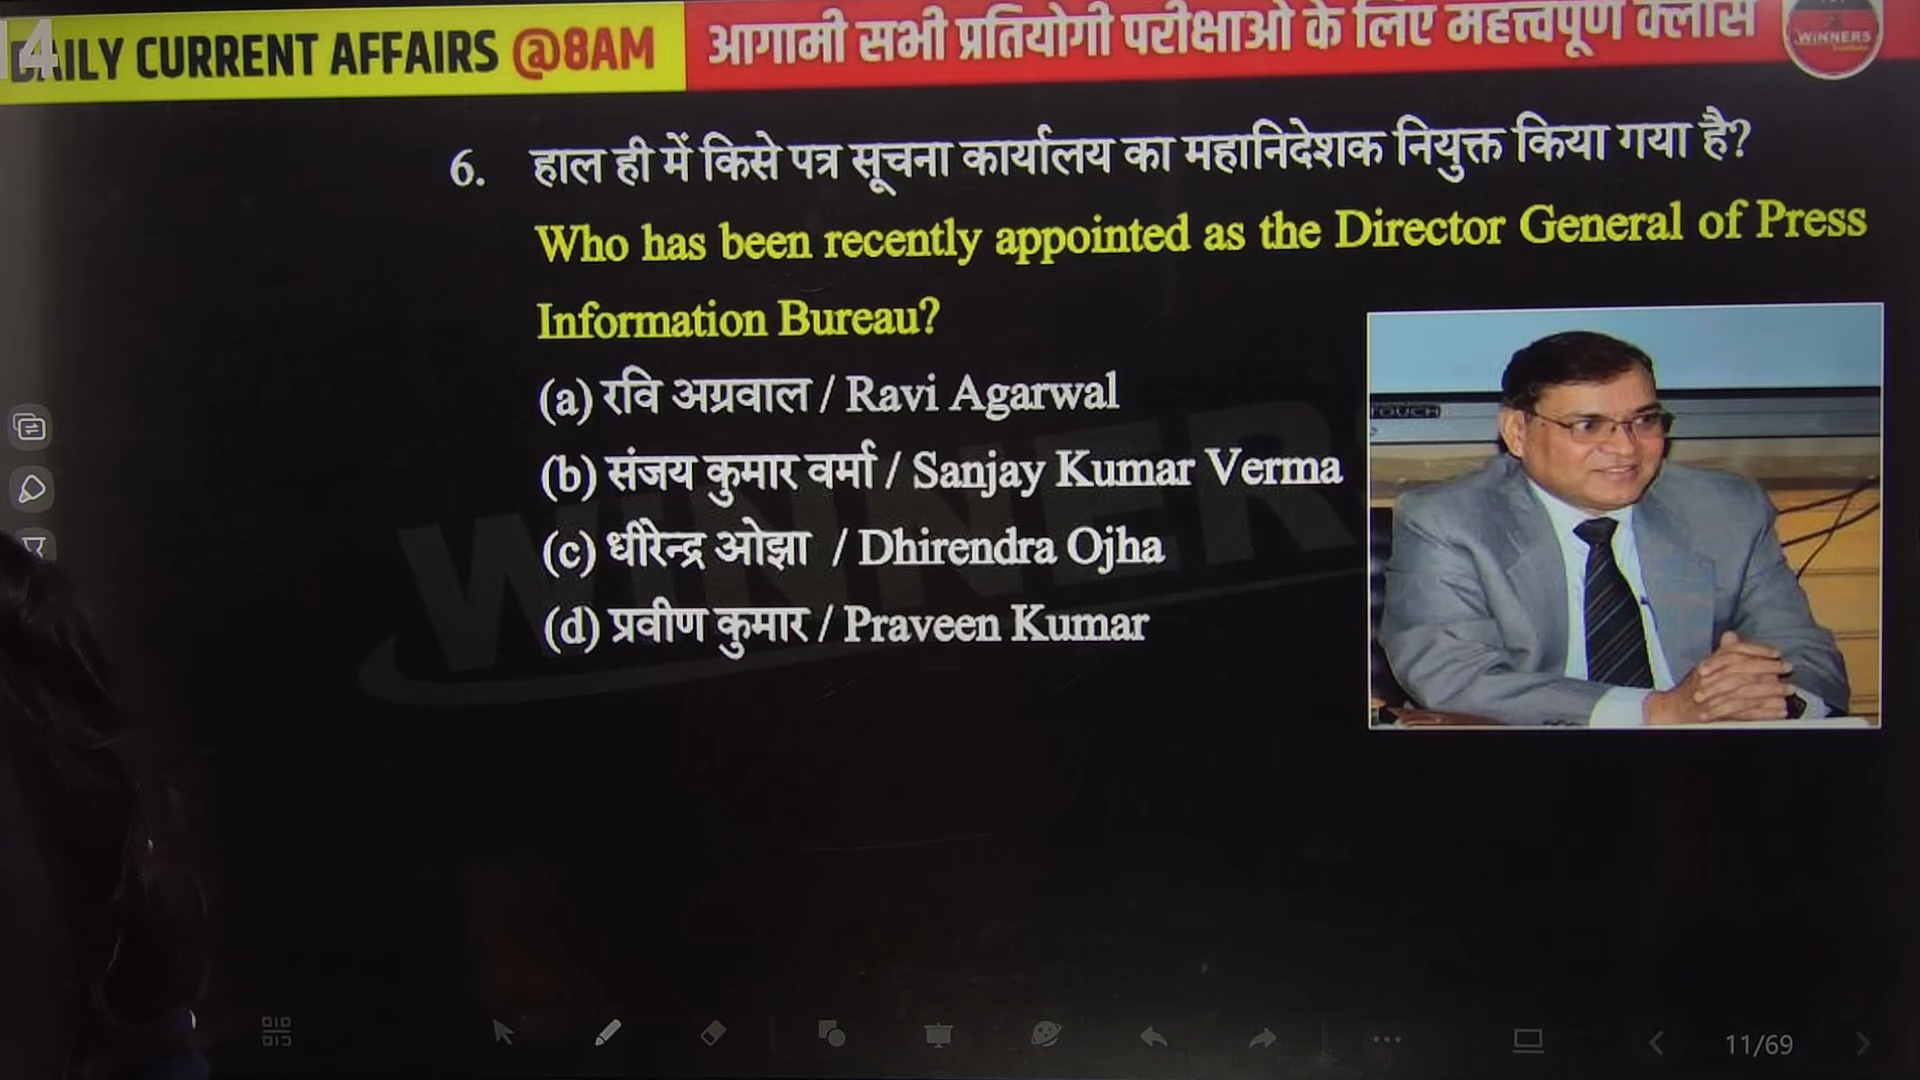 DAILY CURRENT AFFAIRS @8AM
आगामी सभी प्रतियोगी परीक्षाओं के लिए महत्त्वपूर्ण क्लास
WINNERS
6. हाल ही में किसे पत्र सूचना कार्यालय का महानिदेशक नियुक्त किया गया है?
Who has been recently appointed as the Director General of Press
Information Bureau?
(a) रवि अग्रवाल / Ravi Agarwal
(b) संजय कुमार वर्मा / Sanjay Kumar Verma
(c) धीरेन्द्र ओझा / Dhirendra Ojha
(d) प्रवीण कुमार / Praveen Kumar
TOUCH
WINNERS
11/69